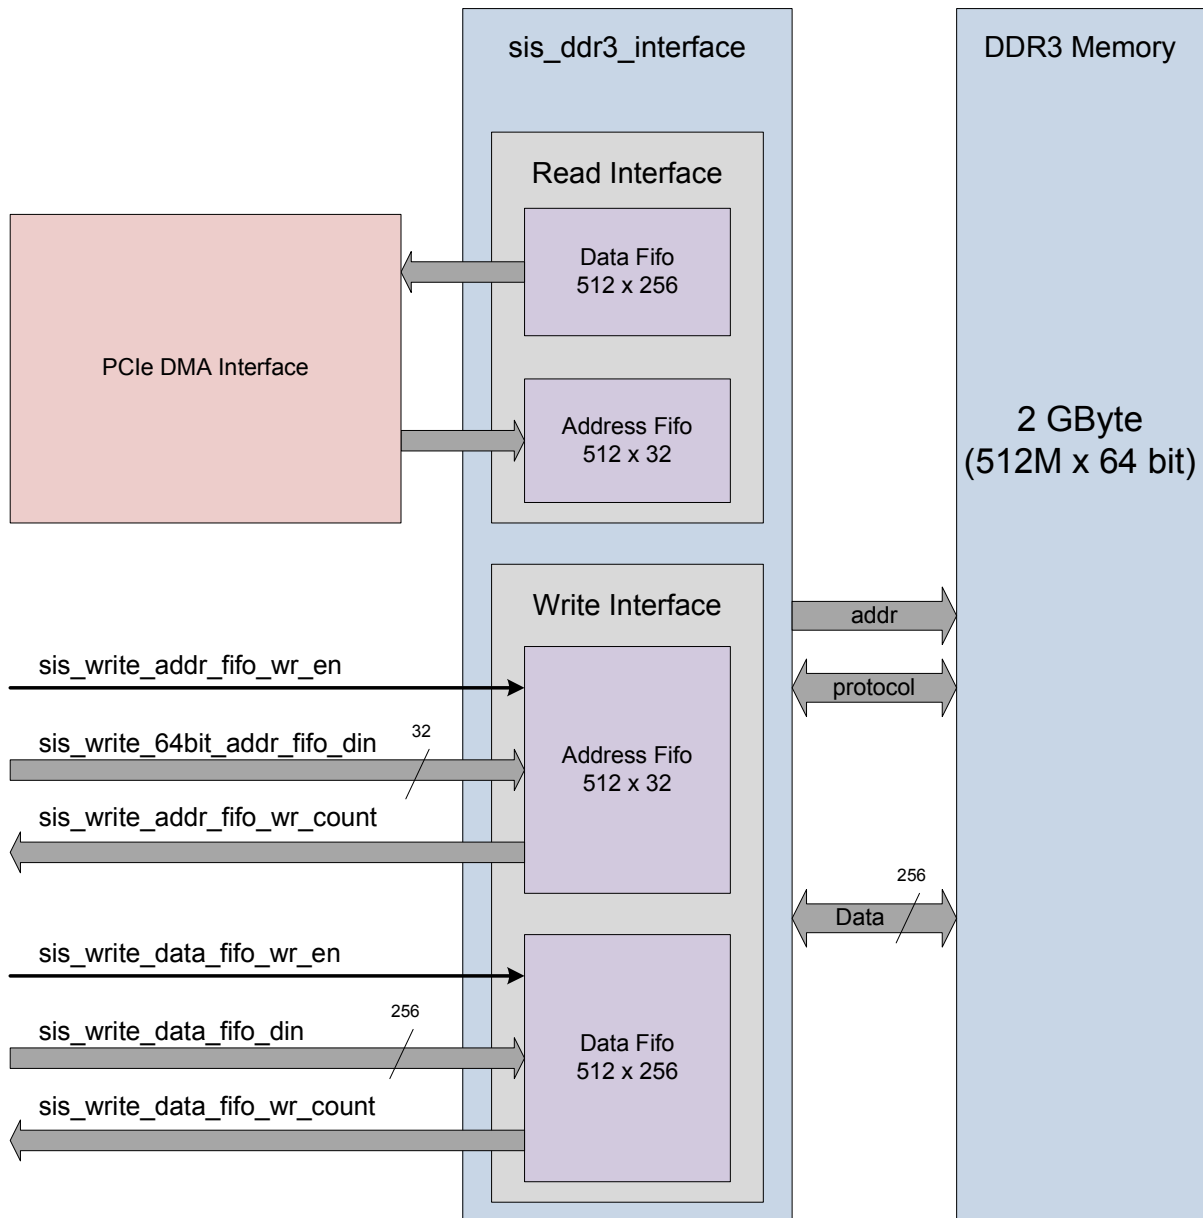 sis_ddr3_interface
DDR3 Memory
Read Interface
Data Fifo
512 x 256
PCIe DMA Interface
Address Fifo
512 x 32
2 GByte
(512M x 64 bit)
Write Interface
addr
sis_write_addr_fifo_wr_en
protocol
sis_write_64bit_addr_fifo_din
32
Address Fifo
512 x 32
sis_write_addr_fifo_wr_count
256
Data
sis_write_data_fifo_wr_en
256
sis_write_data_fifo_din
Data Fifo
512 x 256
sis_write_data_fifo_wr_count